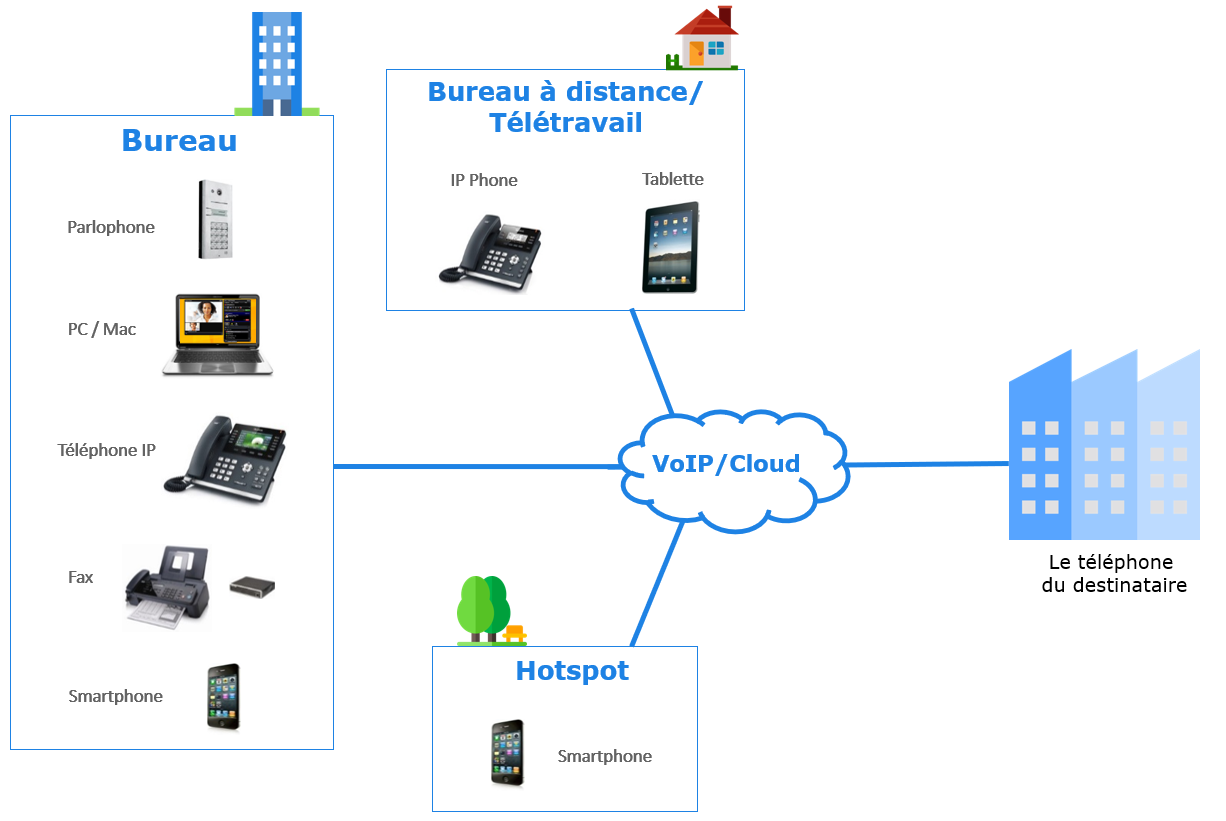 Bureau
Parlophone
PC / Mac
Téléphone IP
Fax
Smartphone
Bureau à distance/
Télétravail
IP Phone
Tablette
VoIP/Cloud
Hotspot
Smartphone
Le téléphone
du destinataire